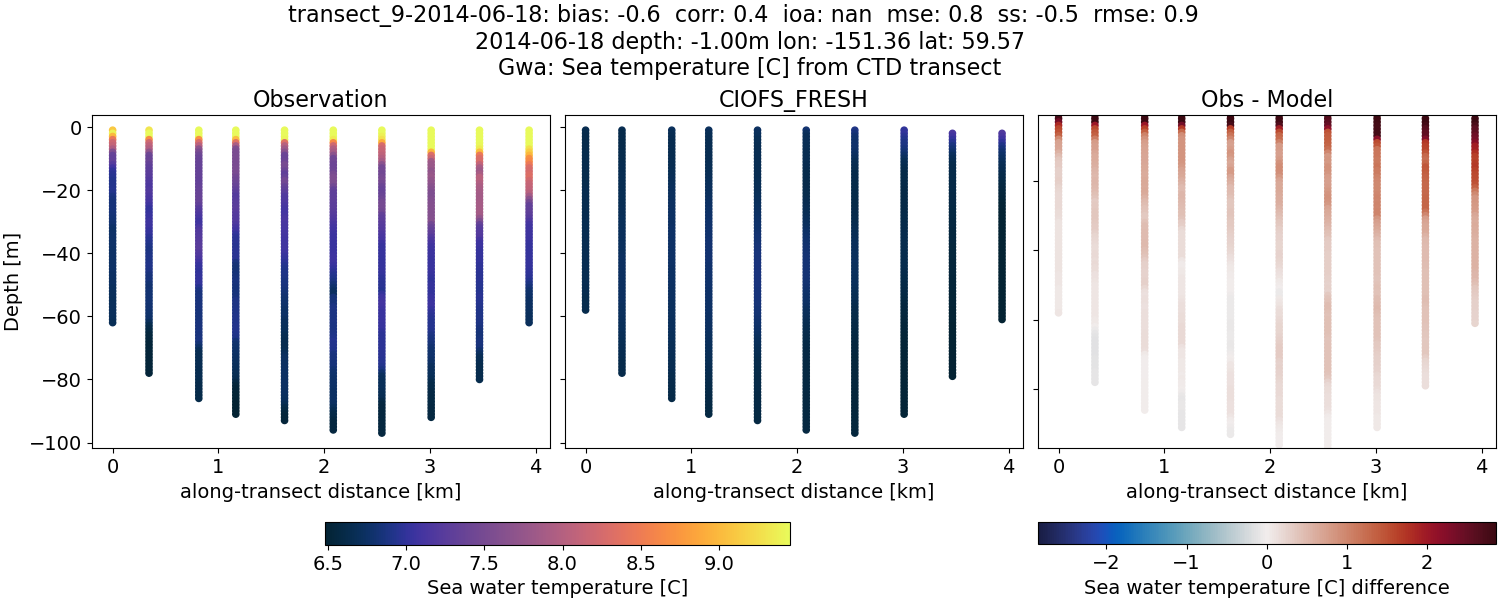 transect_9-2014-06-18: bias: -0.6  corr: 0.4  ioa: nan  mse: 0.8  ss: -0.5  rmse: 0.9
2014-06-18 depth: -1.00m lon: -151.36 lat: 59.57
Gwa: Sea temperature [C] from CTD transect
Observation
CIOFS_FRESH
Obs - Model
Depth [m]
0
−20
−40
−60
−80
−100
0 1 2 3 4
0 1 2 3 4
0 1 2 3 4
along-transect distance [km]
along-transect distance [km]
along-transect distance [km]
6.5 7.0 7.5 8.0 8.5 9.0
Sea water temperature [C]
−2 −1 0 1 2
Sea water temperature [C] difference